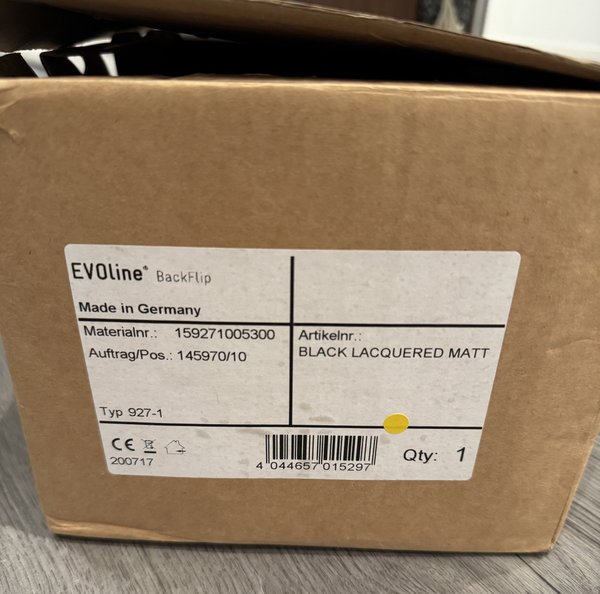 EVOline® BackFlip
Made in Germany
Materialnr.: 159271005300
Auftrag/Pos.: 145970/10
Artikelnr.:
BLACK LACQUERED MATT
Typ 927-1
CE
200717
4 044657 015297
Qty: 1